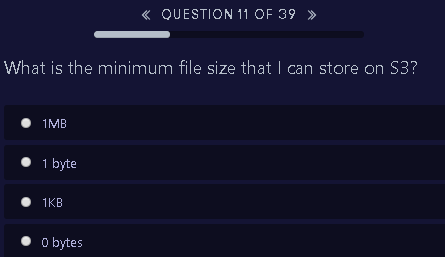 « QUESTION 11 OF 39 »
What is the minimum file size that I can store on S3?
1MB
1 byte
1KB
0 bytes